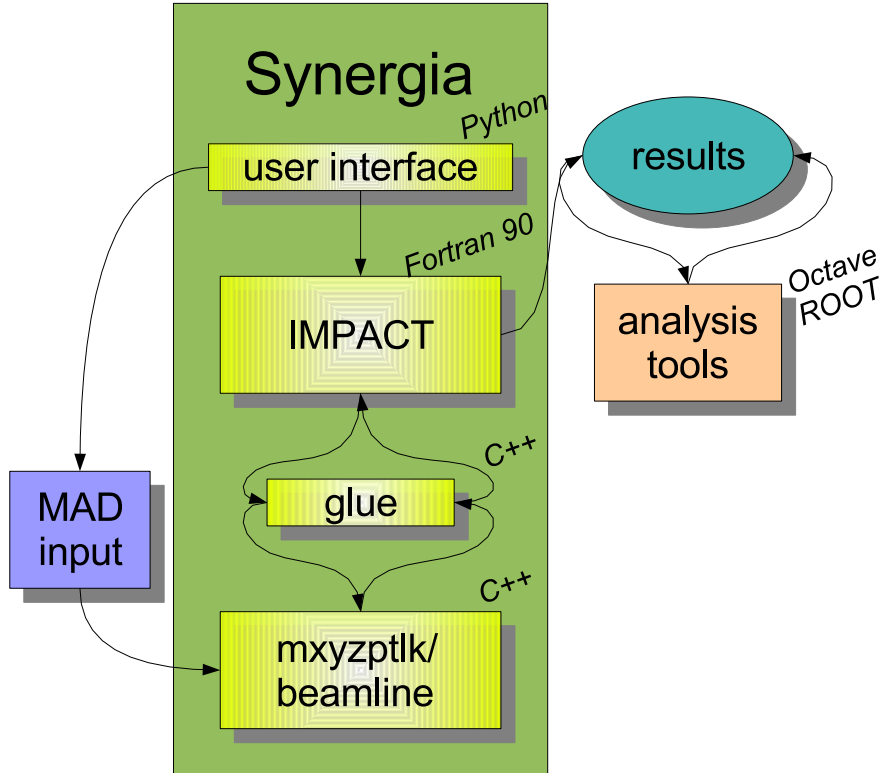 Synergia
Python
user interface
results
Fortran 90
IMPACT
Octave
ROOT
analysis
tools
C++
glue
MAD
input
C++
mxyzptlk/
beamline